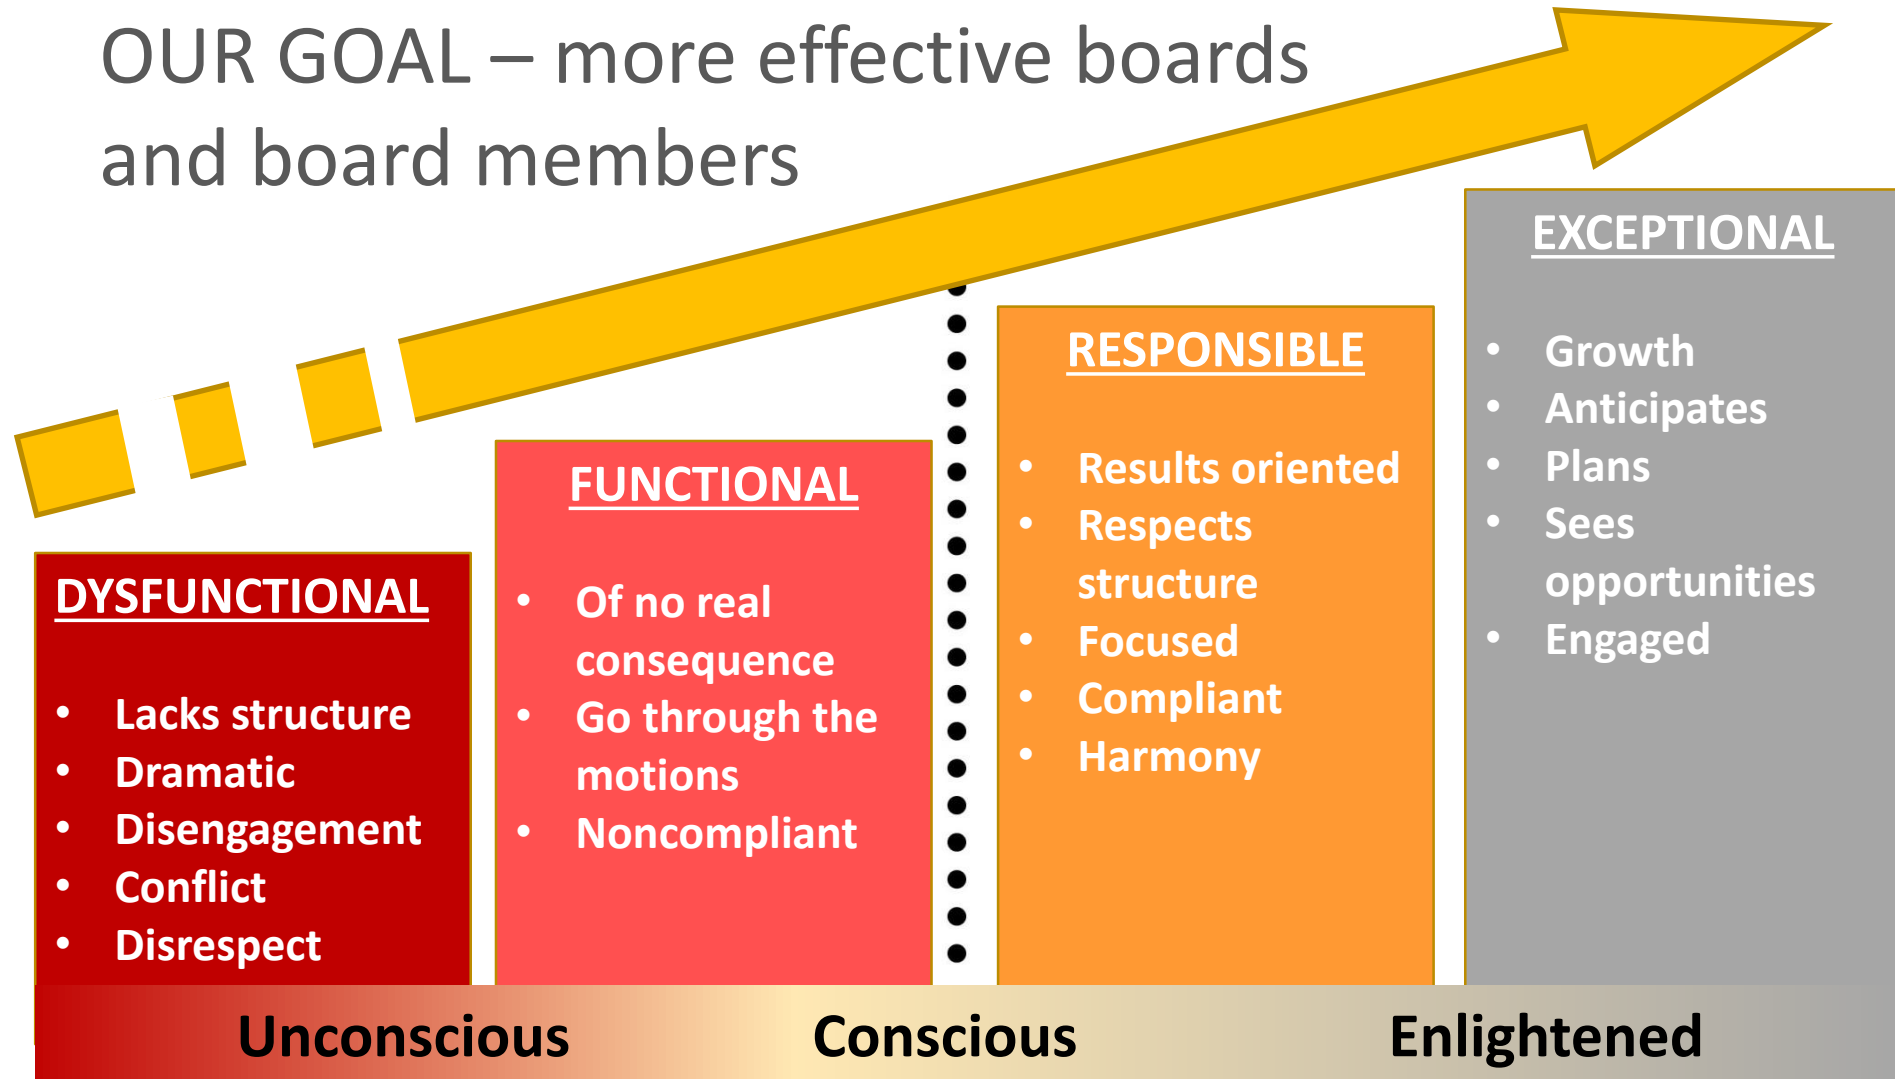 OUR GOAL – more effective boards
and board members
DYSFUNCTIONAL
• Lacks structure
• Dramatic
• Disengagement
• Conflict
• Disrespect
FUNCTIONAL
• Of no real
consequence
• Go through the
motions
• Noncompliant
RESPONSIBLE
• Results oriented
• Respects
structure
• Focused
• Compliant
• Harmony
EXCEPTIONAL
• Growth
• Anticipates
• Plans
• Sees
opportunities
• Engaged
Unconscious
Conscious
Enlightened